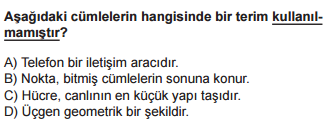 Aşağıdaki cümlelerin hangisinde bir terim kullanıl-
mamıştır?
A) Telefon bir iletişim aracıdır.
B) Nokta, bitmiş cümlelerin sonuna konur.
C) Hücre, canlının en küçük yapı taşıdır.
D) Üçgen geometrik bir şekildir.